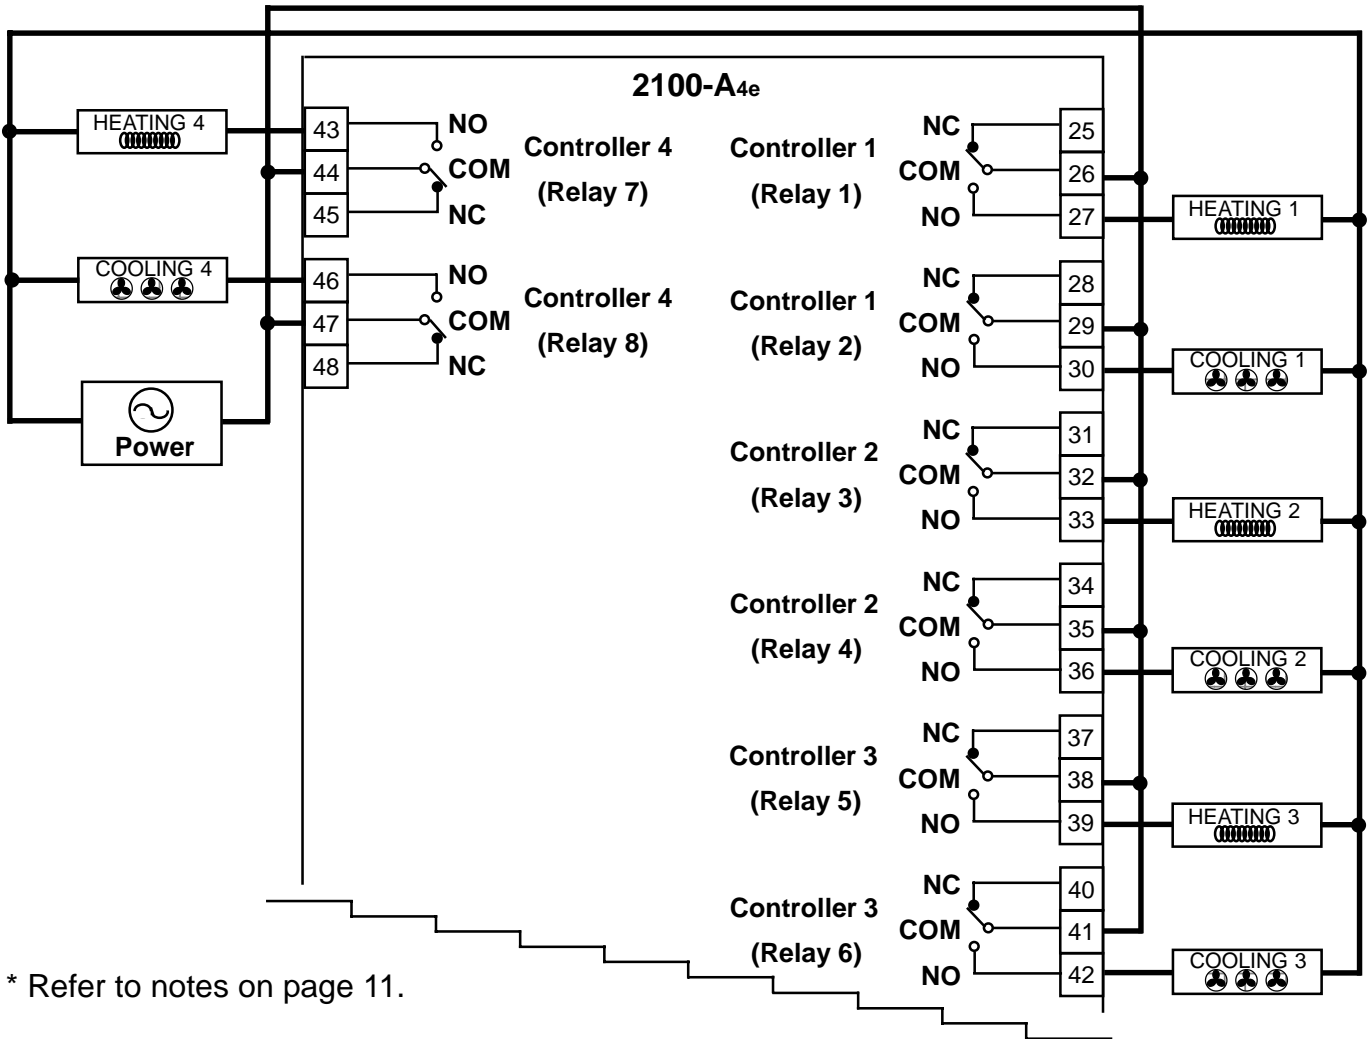 2100-A4e
HEATING 4
43 NO
44 COM
45 NC
Controller 4
(Relay 7)
COOLING 4
46 NO
47 COM
48 NC
Controller 4
(Relay 8)
Power
Controller 1
(Relay 1)
NC 25
COM 26
NO 27
HEATING 1
Controller 1
(Relay 2)
NC 28
COM 29
NO 30
COOLING 1
Controller 2
(Relay 3)
NC 31
COM 32
NO 33
HEATING 2
Controller 2
(Relay 4)
NC 34
COM 35
NO 36
COOLING 2
Controller 3
(Relay 5)
NC 37
COM 38
NO 39
HEATING 3
Controller 3
(Relay 6)
NC 40
COM 41
NO 42
COOLING 3
* Refer to notes on page 11.